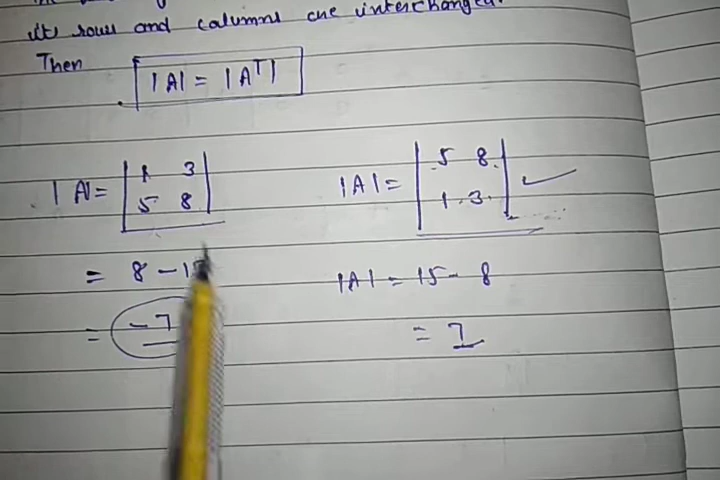 its rows and columns are interchanged.
Then |A| = |Aᵀ|
|A| = | 1 3 |
| 5 8 |
= 8 - 15
= -7
|A| = | 5 8 |
| 1 3 |
|A| = 15 - 8
= 7